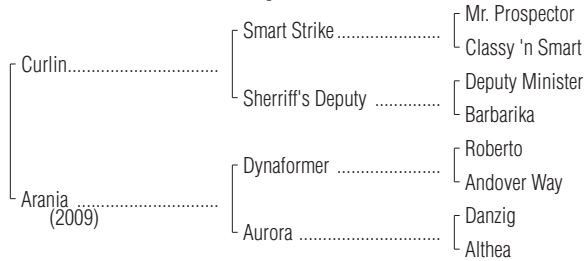 Mr. Prospector
Smart Strike
Classy 'n Smart
Curlin
Deputy Minister
Sherriff's Deputy
Barbarika
Roberto
Dynaformer
Andover Way
Arania
(2009)
Danzig
Aurora
Althea